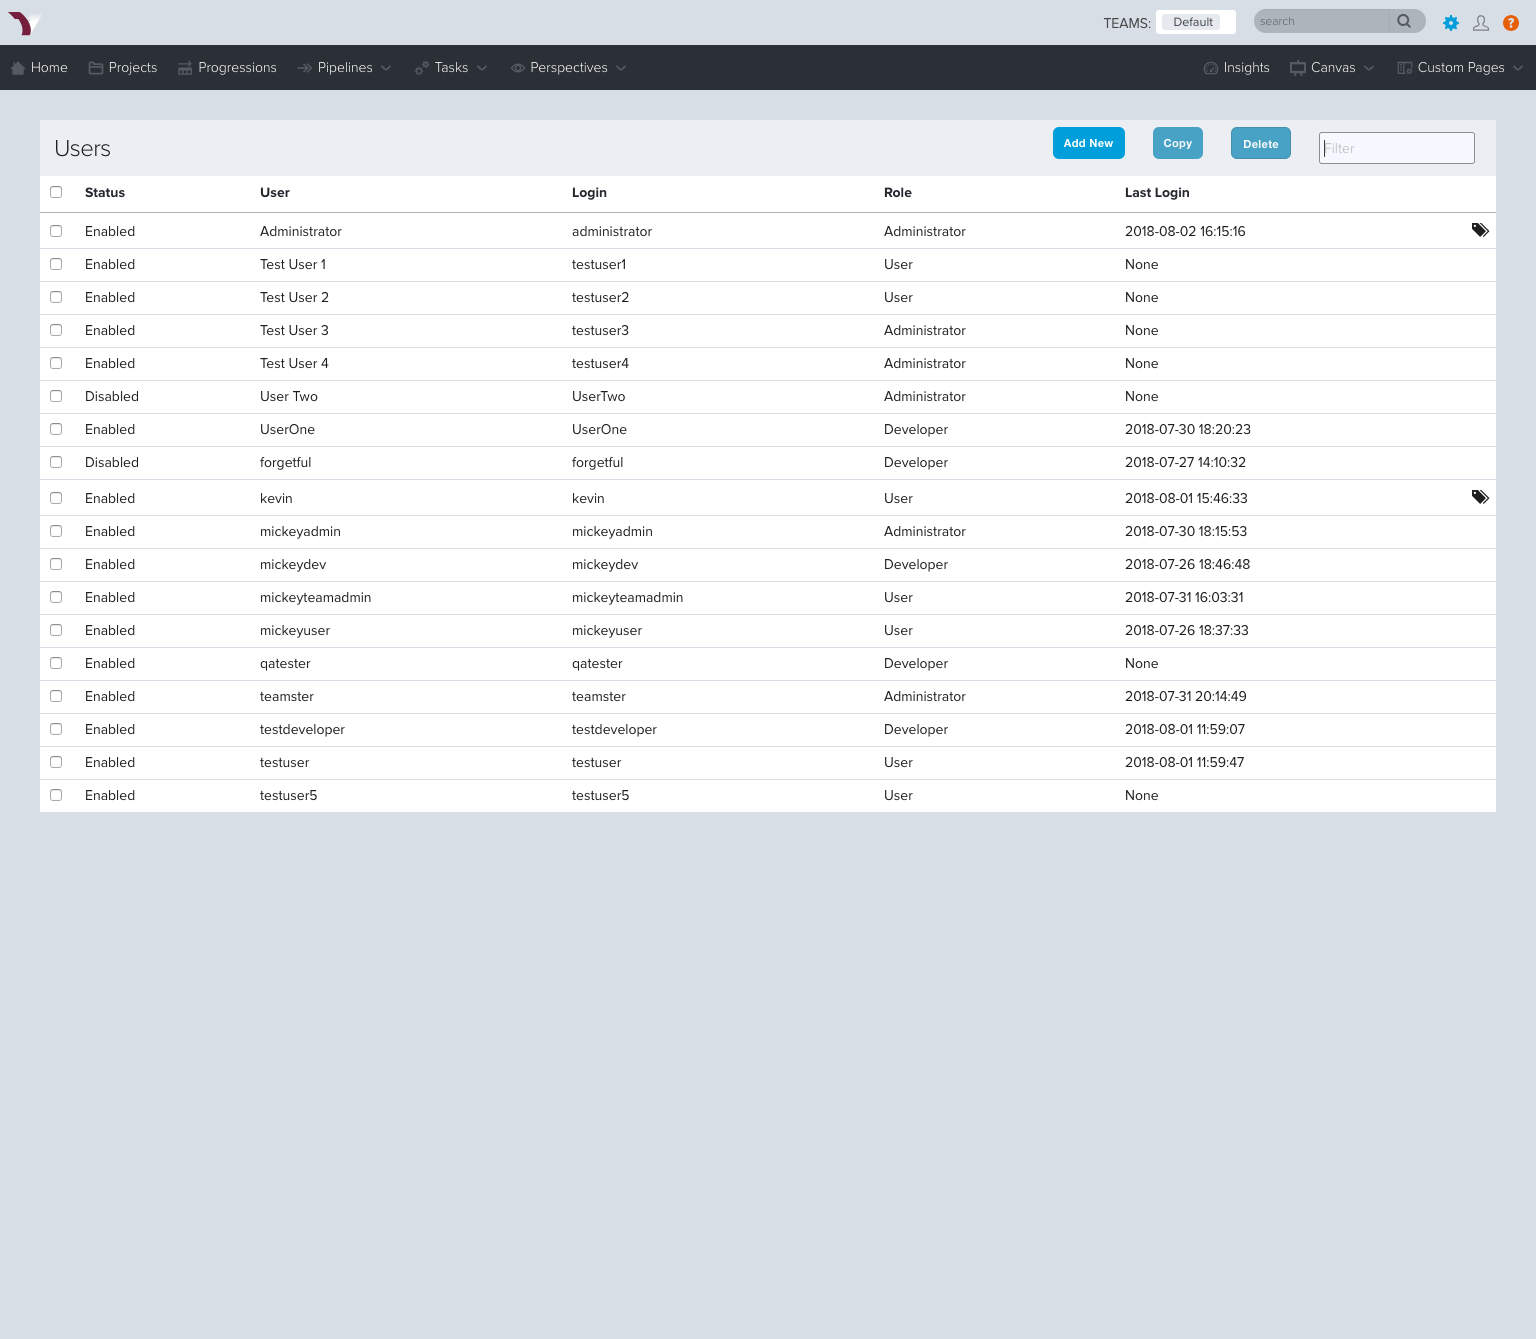 TEAMS: Default search ?
Home Projects Progressions Pipelines Tasks Perspectives Insights Canvas Custom Pages
Users Add New Copy Delete Filter
Status User Login Role Last Login
Enabled Administrator administrator Administrator 2018-08-02 16:15:16
Enabled Test User 1 testuser1 User None
Enabled Test User 2 testuser2 User None
Enabled Test User 3 testuser3 Administrator None
Enabled Test User 4 testuser4 Administrator None
Disabled User Two UserTwo Administrator None
Enabled UserOne UserOne Developer 2018-07-30 18:20:23
Disabled forgetful forgetful Developer 2018-07-27 14:10:32
Enabled kevin kevin User 2018-08-01 15:46:33
Enabled mickeyadmin mickeyadmin Administrator 2018-07-30 18:15:53
Enabled mickeydev mickeydev Developer 2018-07-26 18:46:48
Enabled mickeyteamadmin mickeyteamadmin User 2018-07-31 16:03:31
Enabled mickeyuser mickeyuser User 2018-07-26 18:37:33
Enabled qatester qatester Developer None
Enabled teamster teamster Administrator 2018-07-31 20:14:49
Enabled testdeveloper testdeveloper Developer 2018-08-01 11:59:07
Enabled testuser testuser User 2018-08-01 11:59:47
Enabled testuser5 testuser5 User None